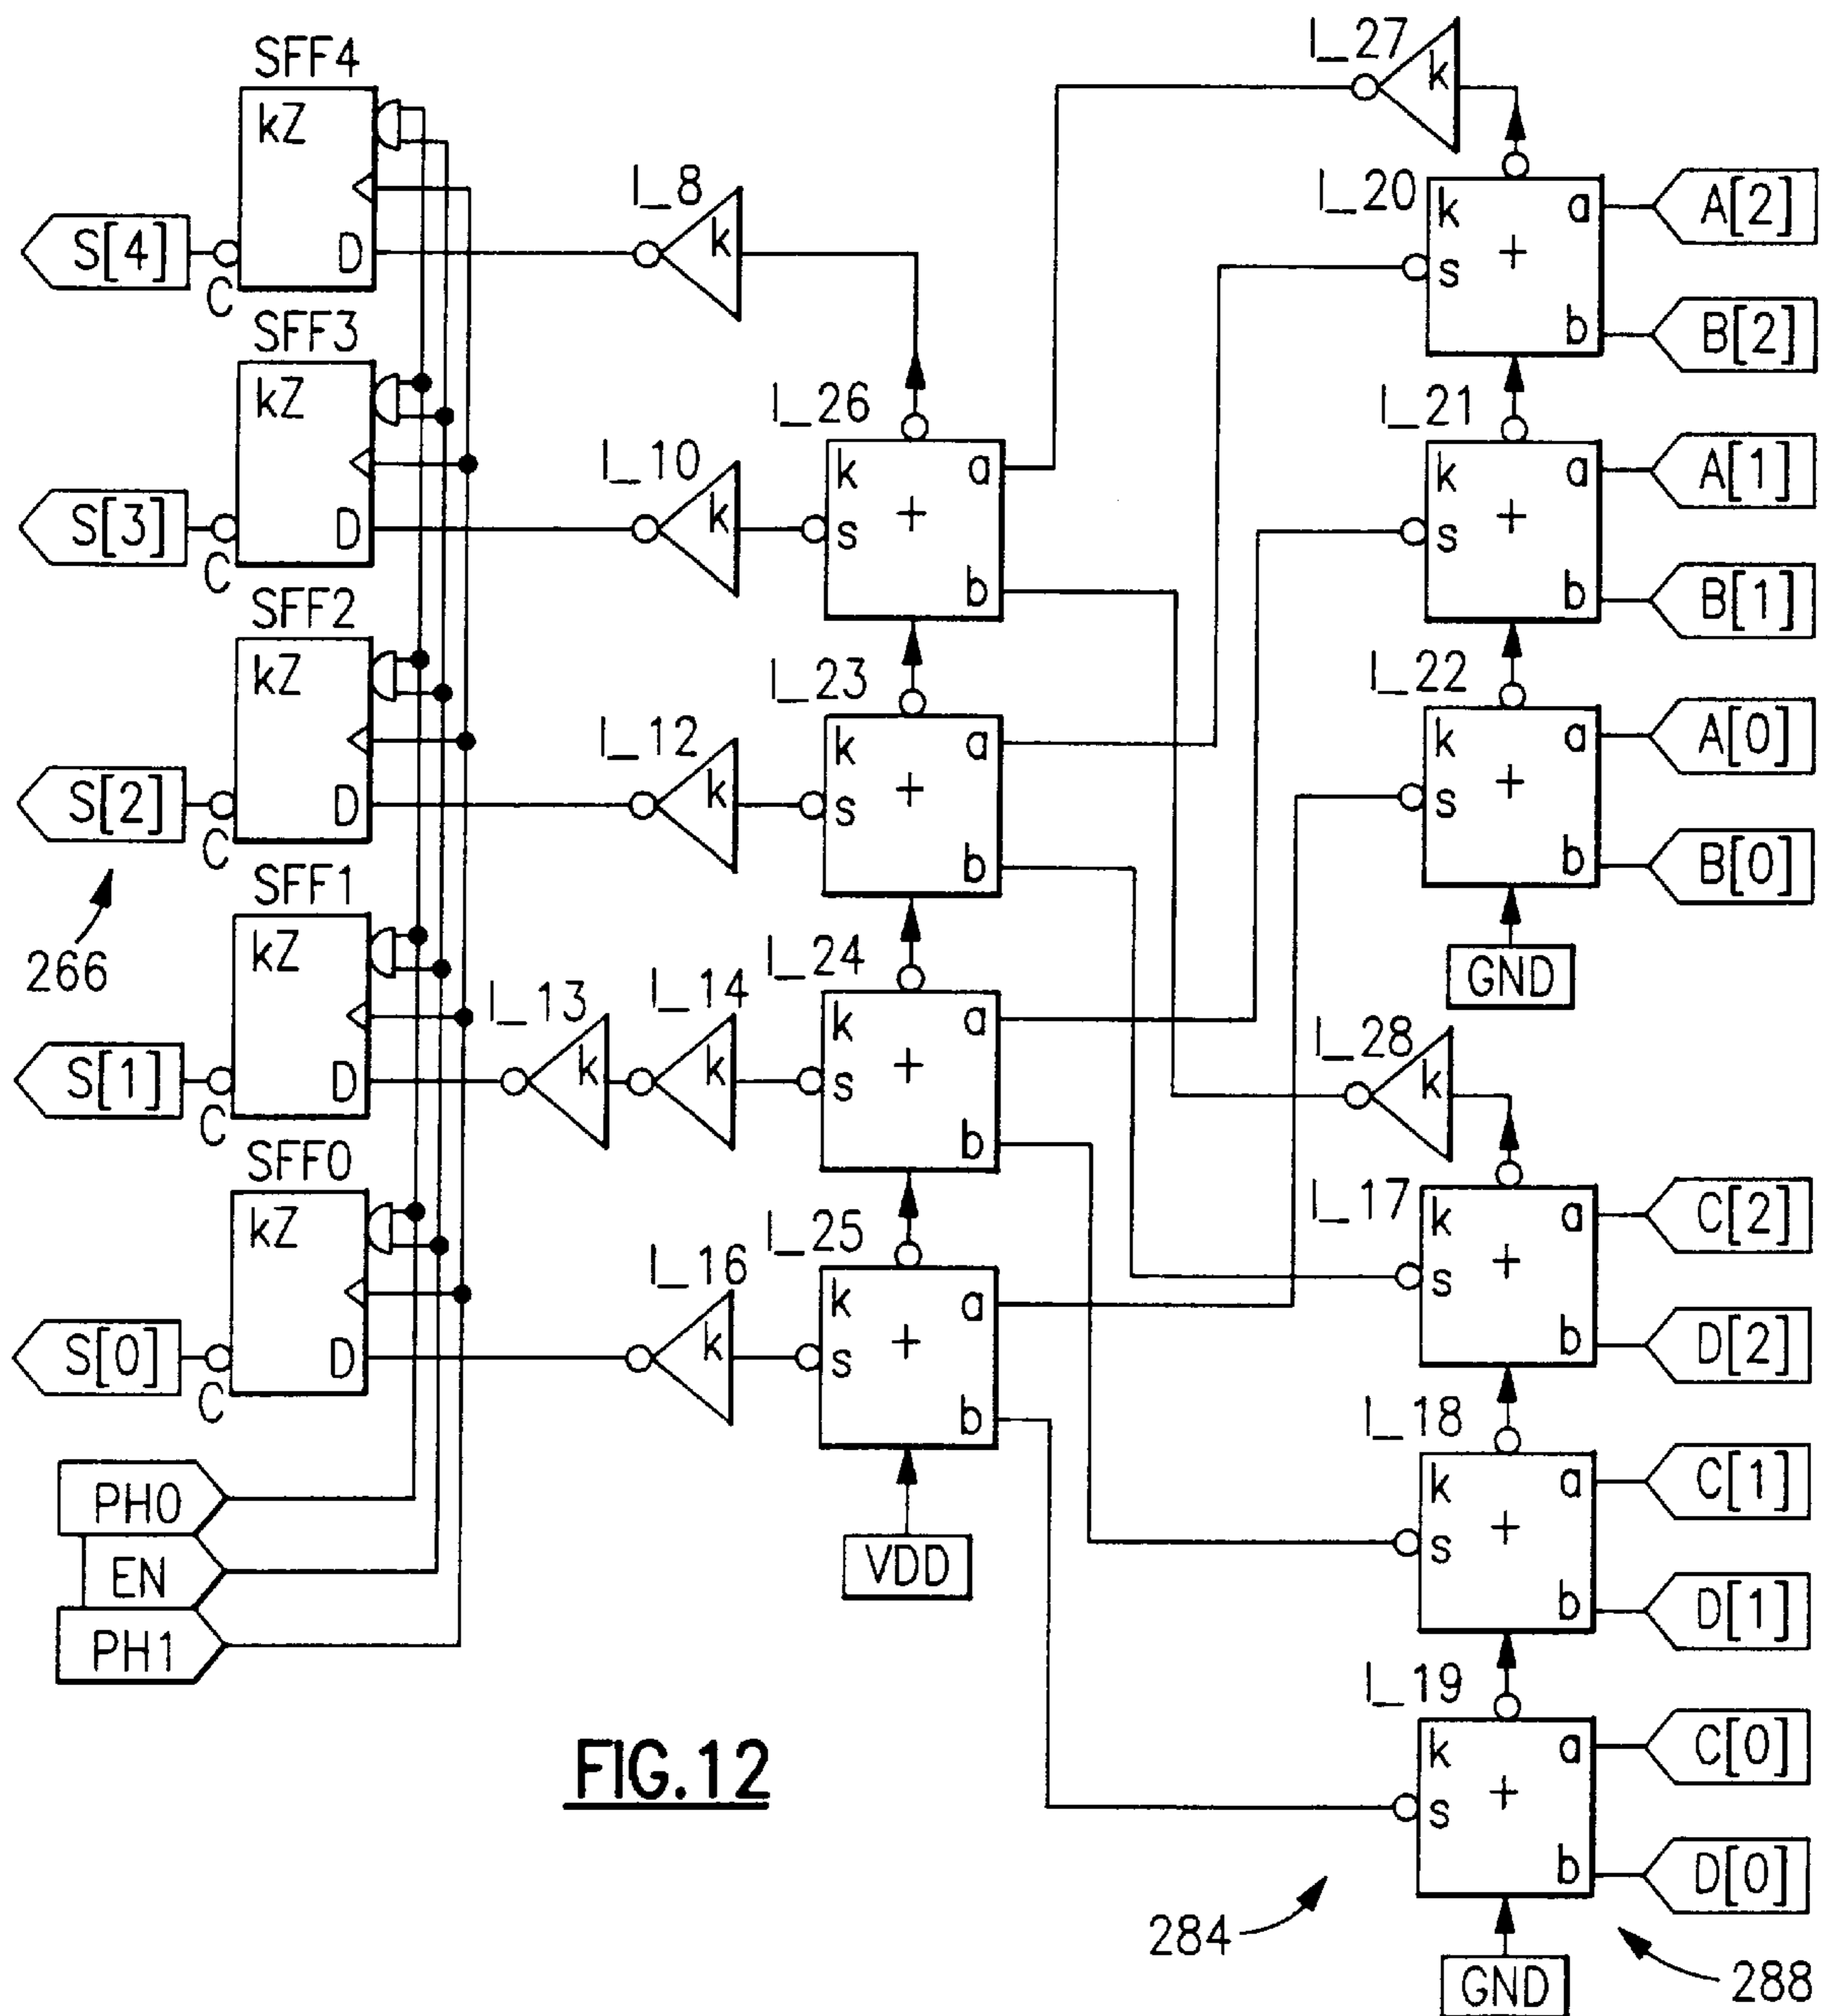 SFF4
kZ
D
C
S[4]
SFF3
kZ
D
C
S[3]
SFF2
kZ
D
C
S[2]
266
SFF1
kZ
D
C
S[1]
SFF0
kZ
D
C
S[0]
PH0
EN
PH1
I_8
k
I_10
k
I_12
k
I_13
k
I_14
k
I_16
k
I_26
k
a
+
s
b
I_23
k
a
+
s
b
I_24
k
a
+
s
b
I_25
k
a
+
s
b
VDD
I_27
k
I_20
k
a
+
s
b
A[2]
B[2]
I_21
k
a
+
s
b
A[1]
B[1]
I_22
k
a
+
s
b
A[0]
B[0]
GND
I_28
k
I_17
k
a
+
s
b
C[2]
D[2]
I_18
k
a
+
s
b
C[1]
D[1]
I_19
k
a
+
s
b
C[0]
D[0]
GND
284
288
FIG.12